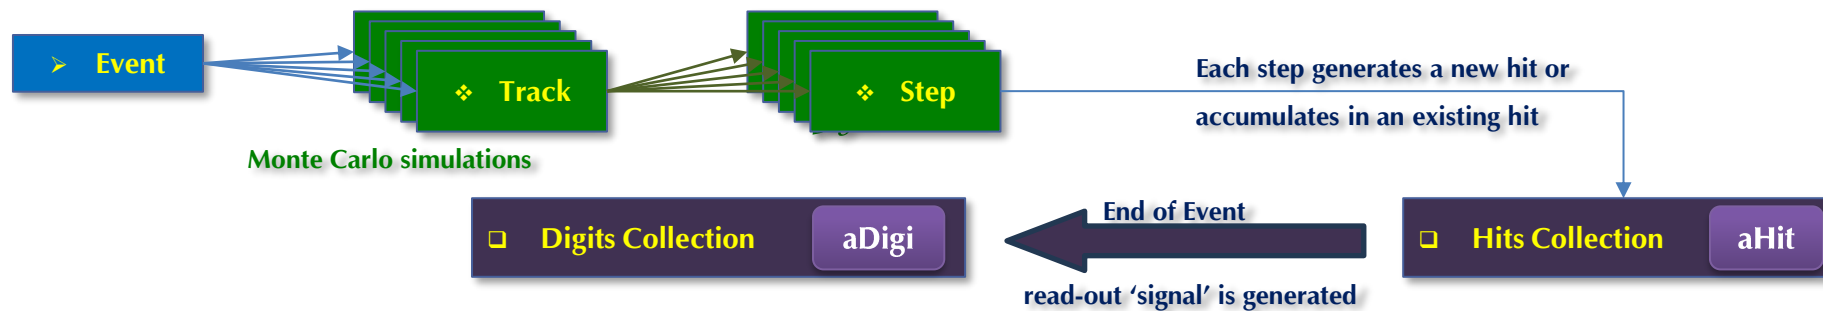 Event
Track
Step
Each step generates a new hit or
accumulates in an existing hit
Monte Carlo simulations
Digits Collection
aDigi
End of Event
read-out ‘signal’ is generated
Hits Collection
aHit